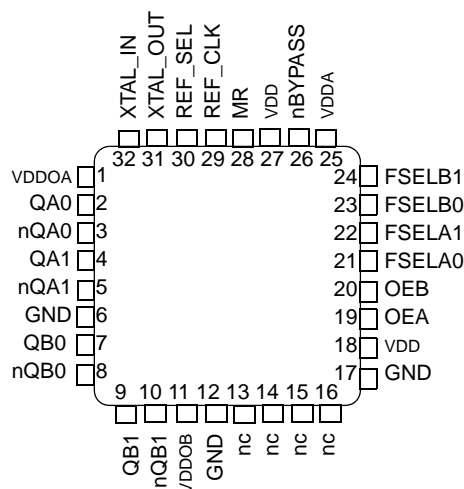 XTAL_IN
XTAL_OUT
REF_SEL
REF_CLK
MR
VDD
nBYPASS
VDDA
32 31 30 29 28 27 26 25
VDDOA 1
QA0 2
nQA0 3
QA1 4
nQA1 5
GND 6
QB0 7
nQB0 8
24 FSELB1
23 FSELB0
22 FSELA1
21 FSELA0
20 OEB
19 OEA
18 VDD
17 GND
9 10 11 12 13 14 15 16
QB1
nQB1
VDDOB
GND
nc
nc
nc
nc